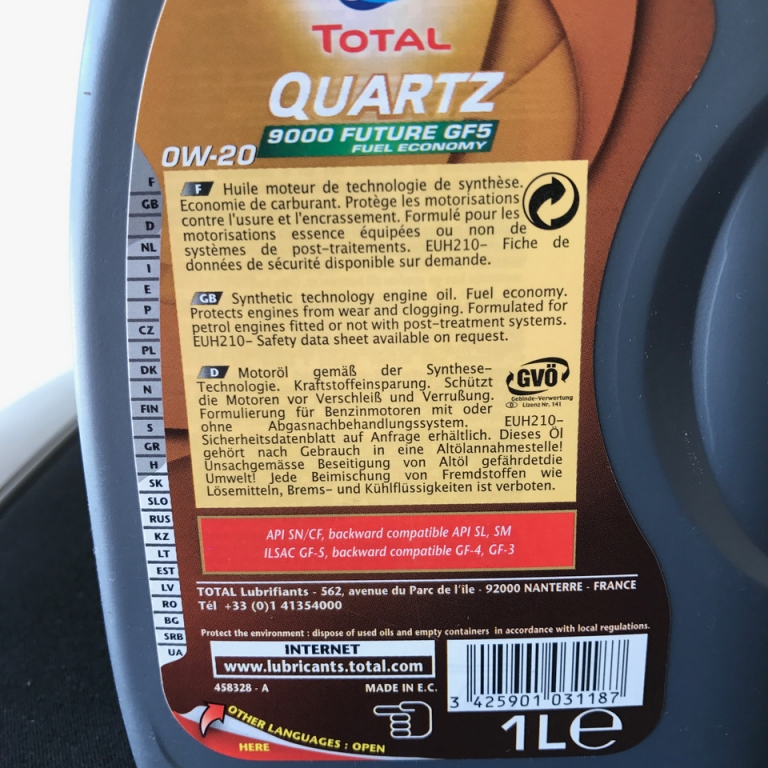 TOTAL
QUARTZ
9000 FUTURE GF5
0W-20 FUEL ECONOMY
F
GB
D
NL
I
E
P
CZ
PL
DK
N
FIN
S
GR
H
SK
SLO
RUS
KZ
LT
EST
LV
RO
BG
SRB
UA
F Huile moteur de technologie de synthèse.
Economie de carburant. Protège les motorisations
contre l'usure et l'encrassement. Formulé pour les
motorisations essence équipées ou non de
systèmes de post-traitements. EUH210- Fiche de
données de sécurité disponible sur demande.
GB Synthetic technology engine oil. Fuel economy.
Protects engines from wear and clogging. Formulated for
petrol engines fitted or not with post-treatment systems.
EUH210- Safety data sheet available on request.
D Motoröl gemäß der Synthese-
Technologie. Kraftstoffeinsparung. Schützt
die Motoren vor Verschleiß und Verrußung.
Formulierung für Benzinmotoren mit oder
ohne Abgasnachbehandlungssystem. EUH210-
Sicherheitsdatenblatt auf Anfrage erhältlich. Dieses Öl
gehört nach Gebrauch in eine Altölannahmestelle!
Unsachgemässe Beseitigung von Altöl gefährdetdie
Umwelt! Jede Beimischung von Fremdstoffen wie
Lösemitteln, Brems- und Kühlflüssigkeiten ist verboten.
GVÖ
Gebinde-Verwertung
D Lizenz Nr. 141
API SN/CF, backward compatible API SL, SM
ILSAC GF-5, backward compatible GF-4, GF-3
TOTAL Lubrifiants - 562, avenue du Parc de l'île - 92000 NANTERRE - FRANCE
Tél +33 (0)1 41354000
Protect the environment : dispose of used oils and empty containers in accordance with local regulations.
INTERNET
www.lubricants.total.com
458328 - A MADE IN E.C.
3 425901 031187
OTHER LANGUAGES : OPEN
HERE
1L e